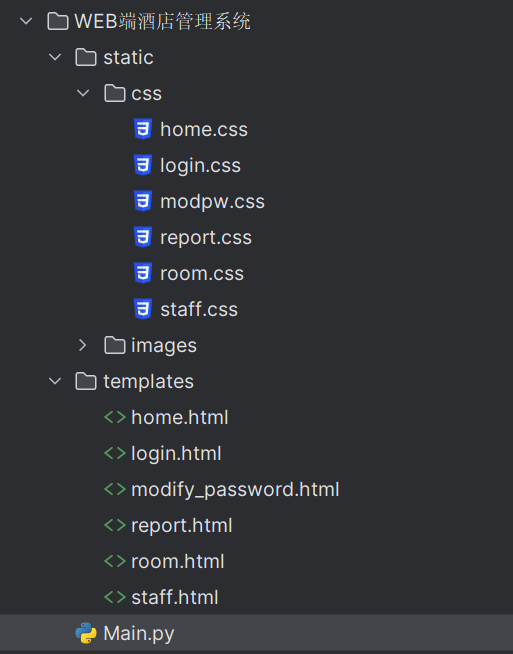 WEB端酒店管理系统
static
css
home.css
login.css
modpw.css
report.css
room.css
staff.css
images
templates
home.html
login.html
modify_password.html
report.html
room.html
staff.html
Main.py